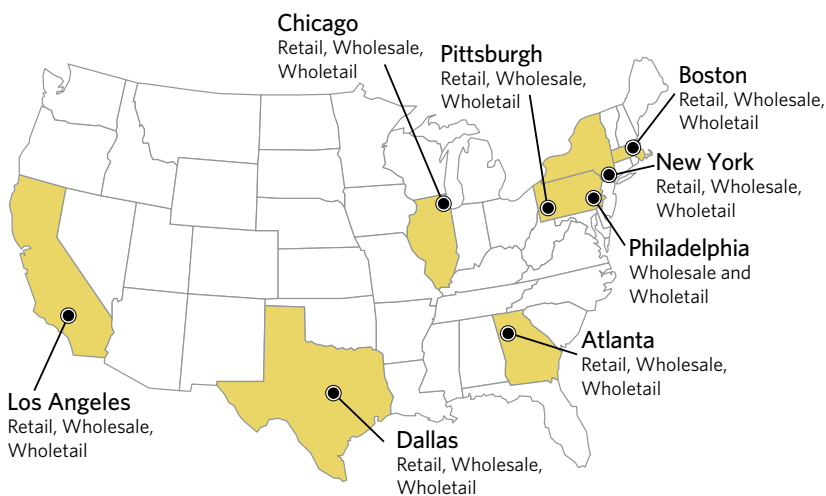 Chicago
Retail, Wholesale,
Wholetail
Pittsburgh
Retail, Wholesale,
Wholetail
Boston
Retail, Wholesale,
Wholetail
New York
Retail, Wholesale,
Wholetail
Philadelphia
Wholesale and
Wholetail
Atlanta
Retail, Wholesale,
Wholetail
Los Angeles
Retail, Wholesale,
Wholetail
Dallas
Retail, Wholesale,
Wholetail